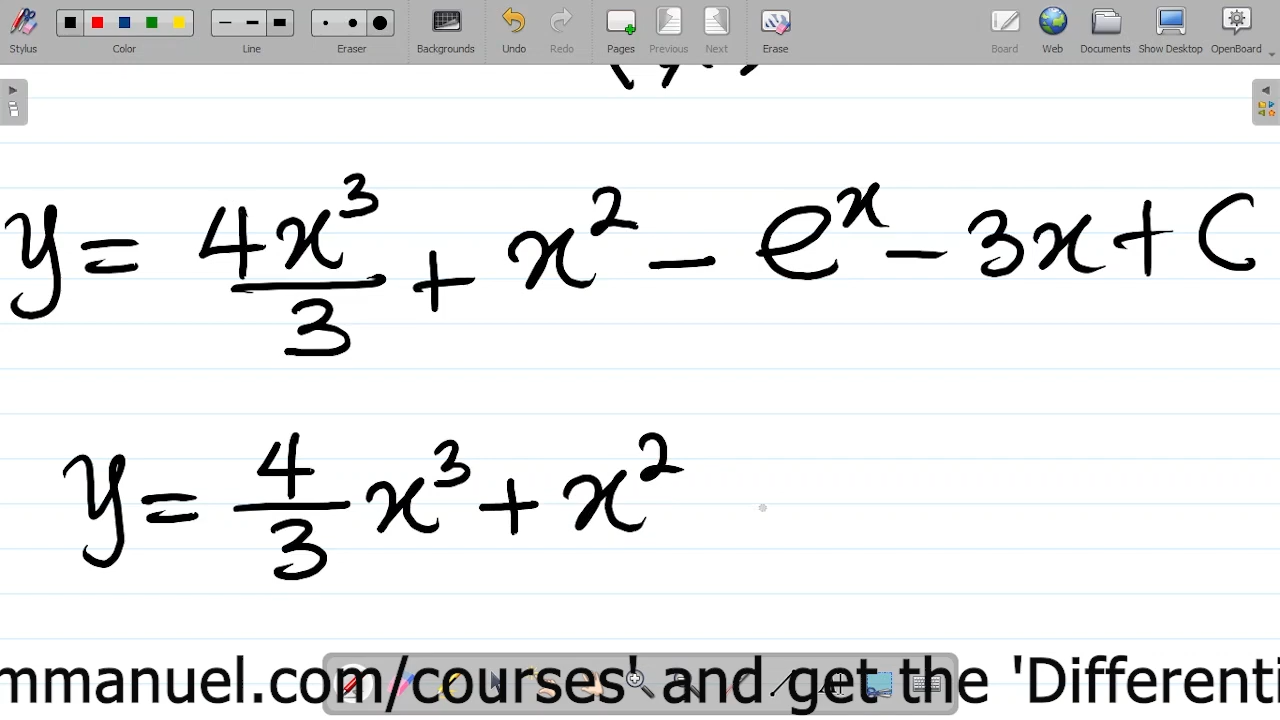 Stylus Color Line Eraser Backgrounds Undo Redo Pages Previous Next Erase Board Web Documents Show Desktop OpenBoard
y = 4x³/3 + x² - eˣ - 3x + C
y = 4/3 x³ + x²
mmanuel.com/courses' and get the 'Differenti